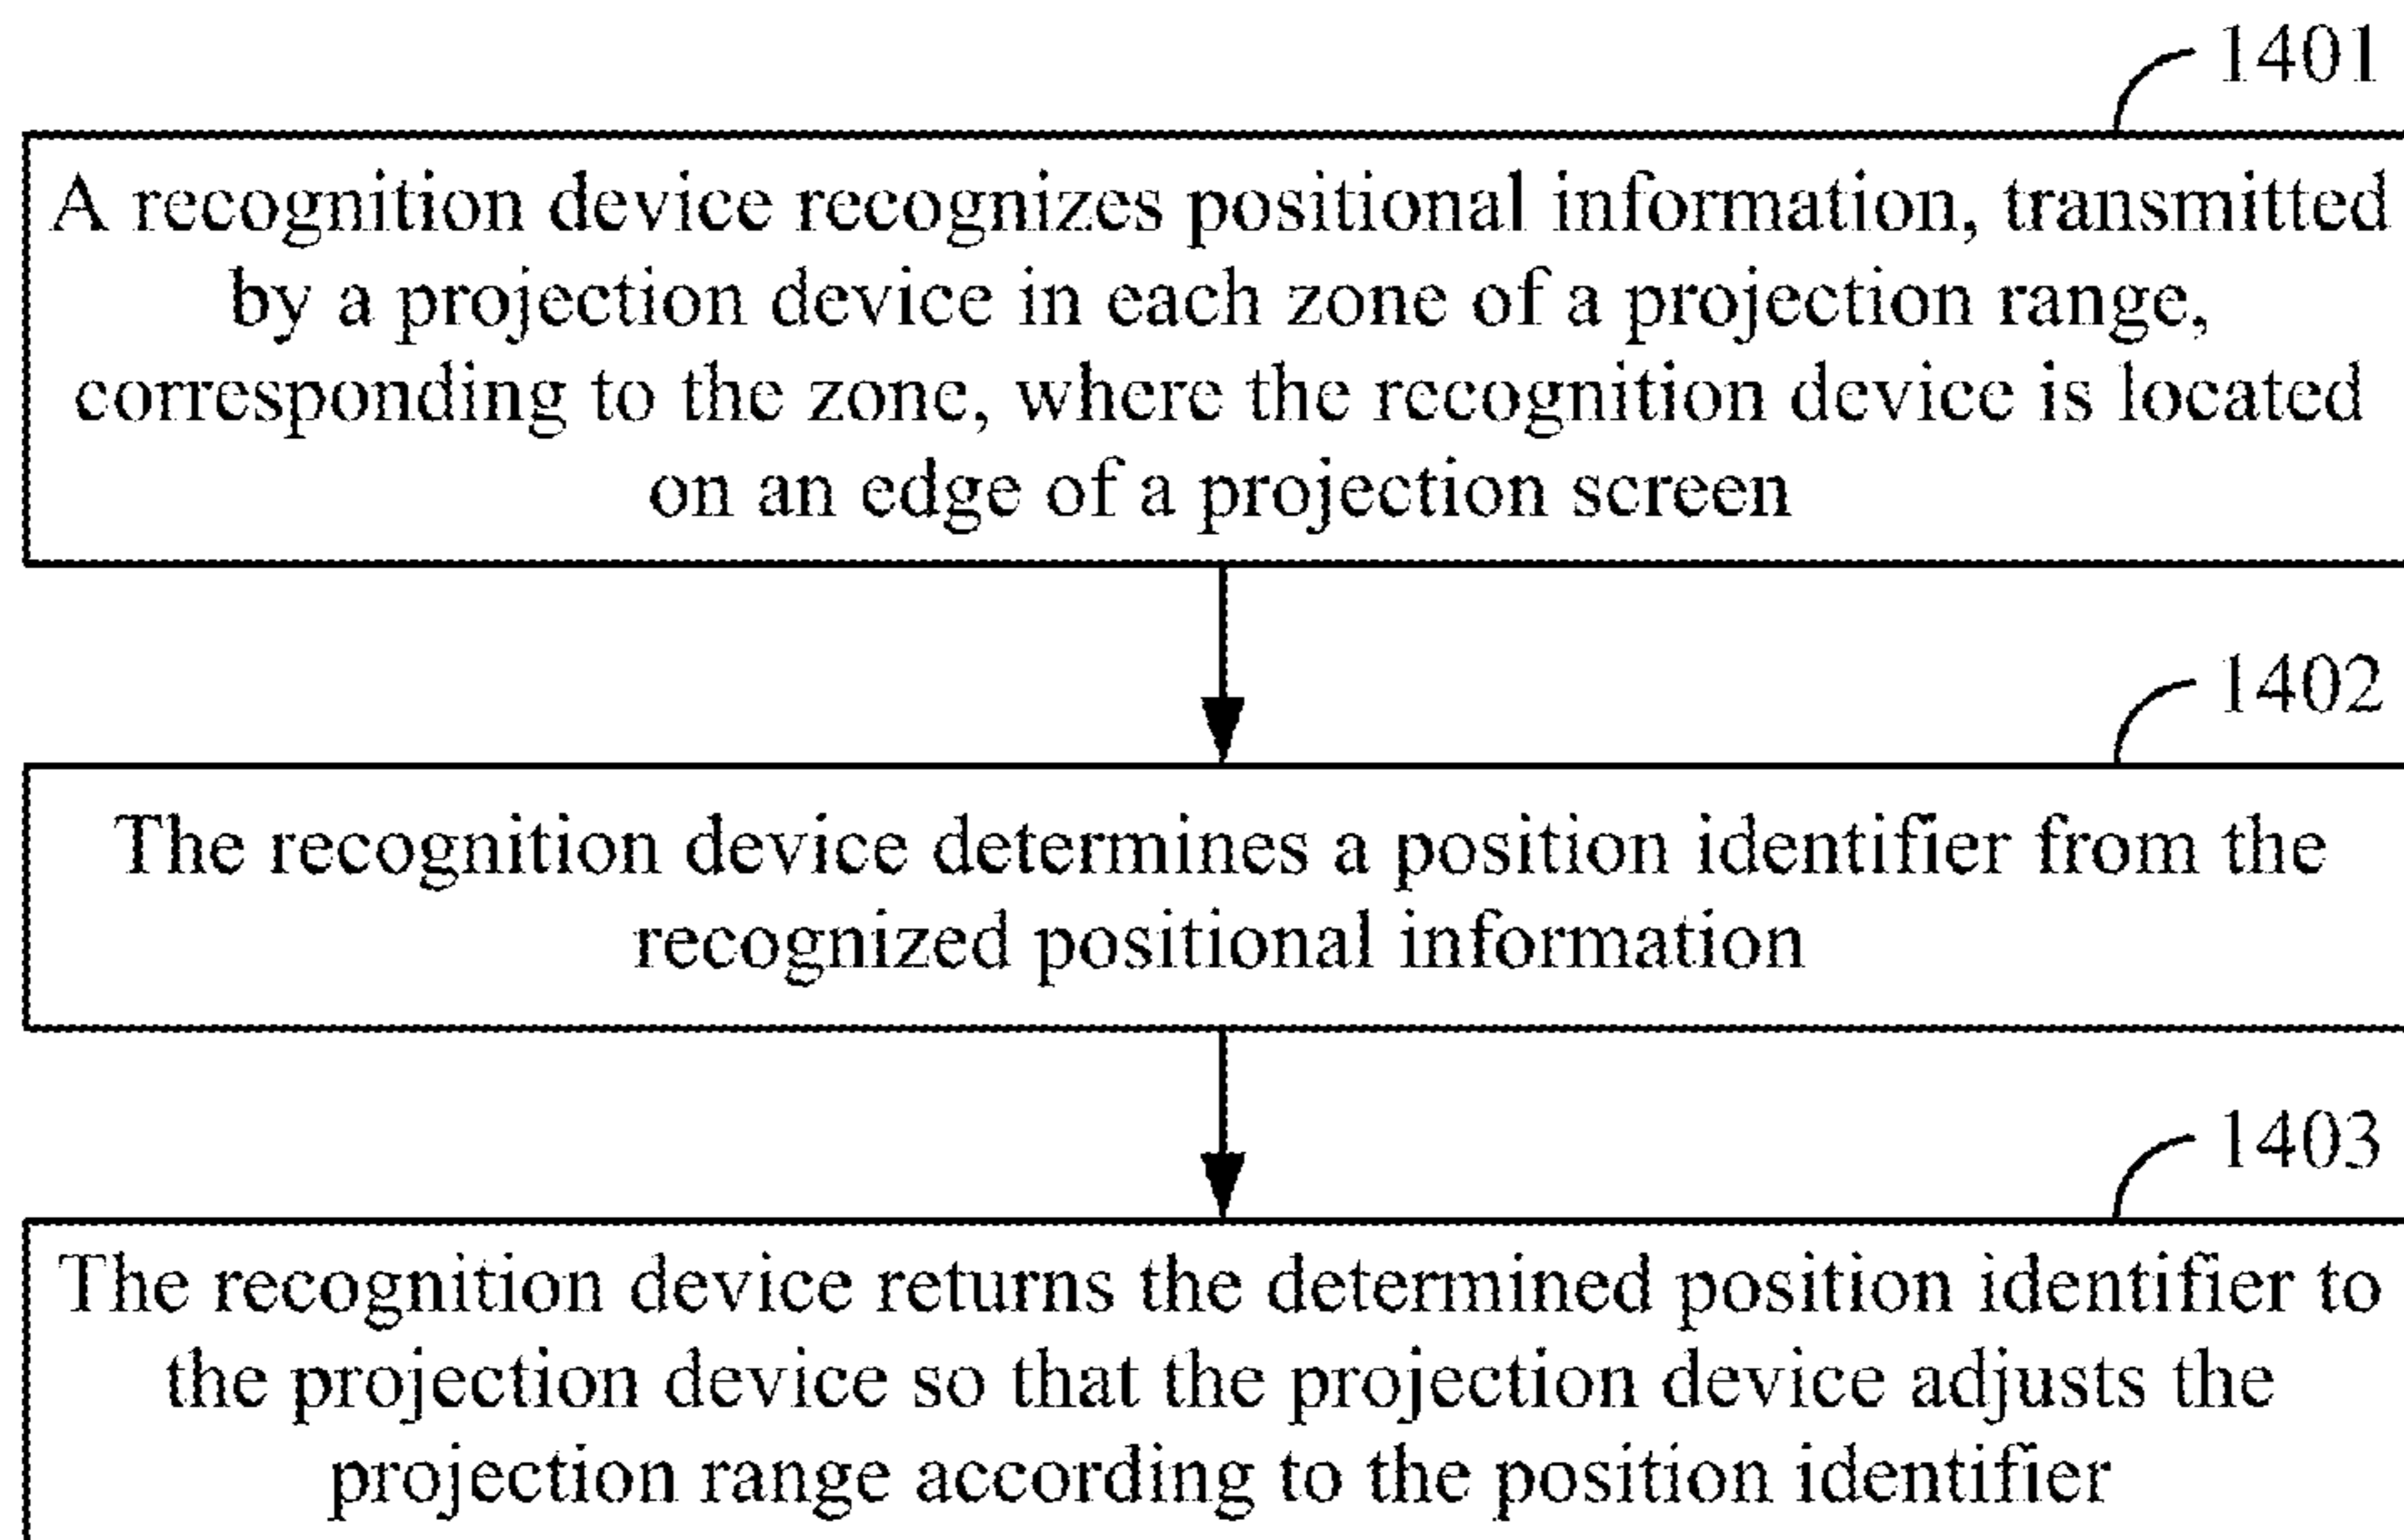 1401
A recognition device recognizes positional information, transmitted
by a projection device in each zone of a projection range,
corresponding to the zone, where the recognition device is located
on an edge of a projection screen
1402
The recognition device determines a position identifier from the
recognized positional information
1403
The recognition device returns the determined position identifier to
the projection device so that the projection device adjusts the
projection range according to the position identifier